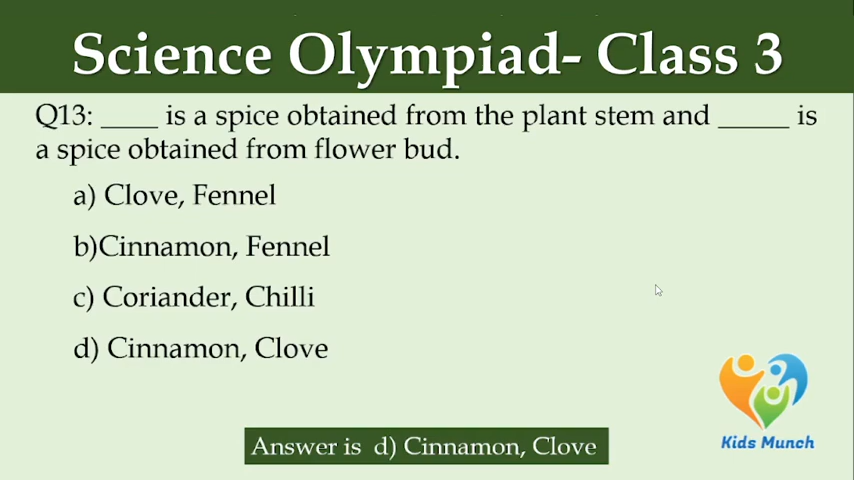 Science Olympiad- Class 3
Q13: ____ is a spice obtained from the plant stem and _____ is
a spice obtained from flower bud.
a) Clove, Fennel
b)Cinnamon, Fennel
c) Coriander, Chilli
d) Cinnamon, Clove
Kids Munch
Answer is d) Cinnamon, Clove